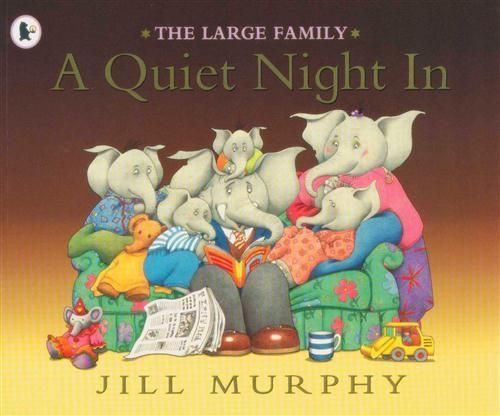 THE LARGE FAMILY
A Quiet Night In
JILL MURPHY